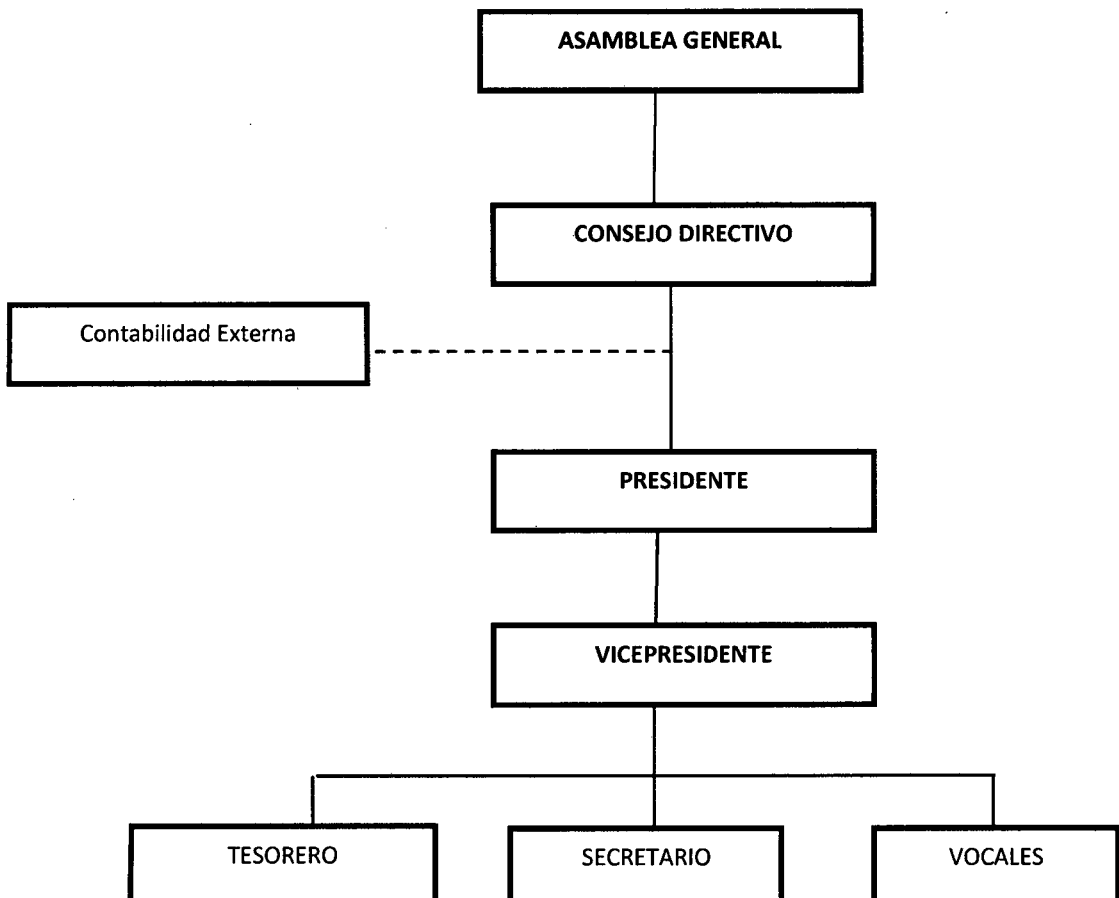 ASAMBLEA GENERAL
CONSEJO DIRECTIVO
Contabilidad Externa
PRESIDENTE
VICEPRESIDENTE
TESORERO
SECRETARIO
VOCALES